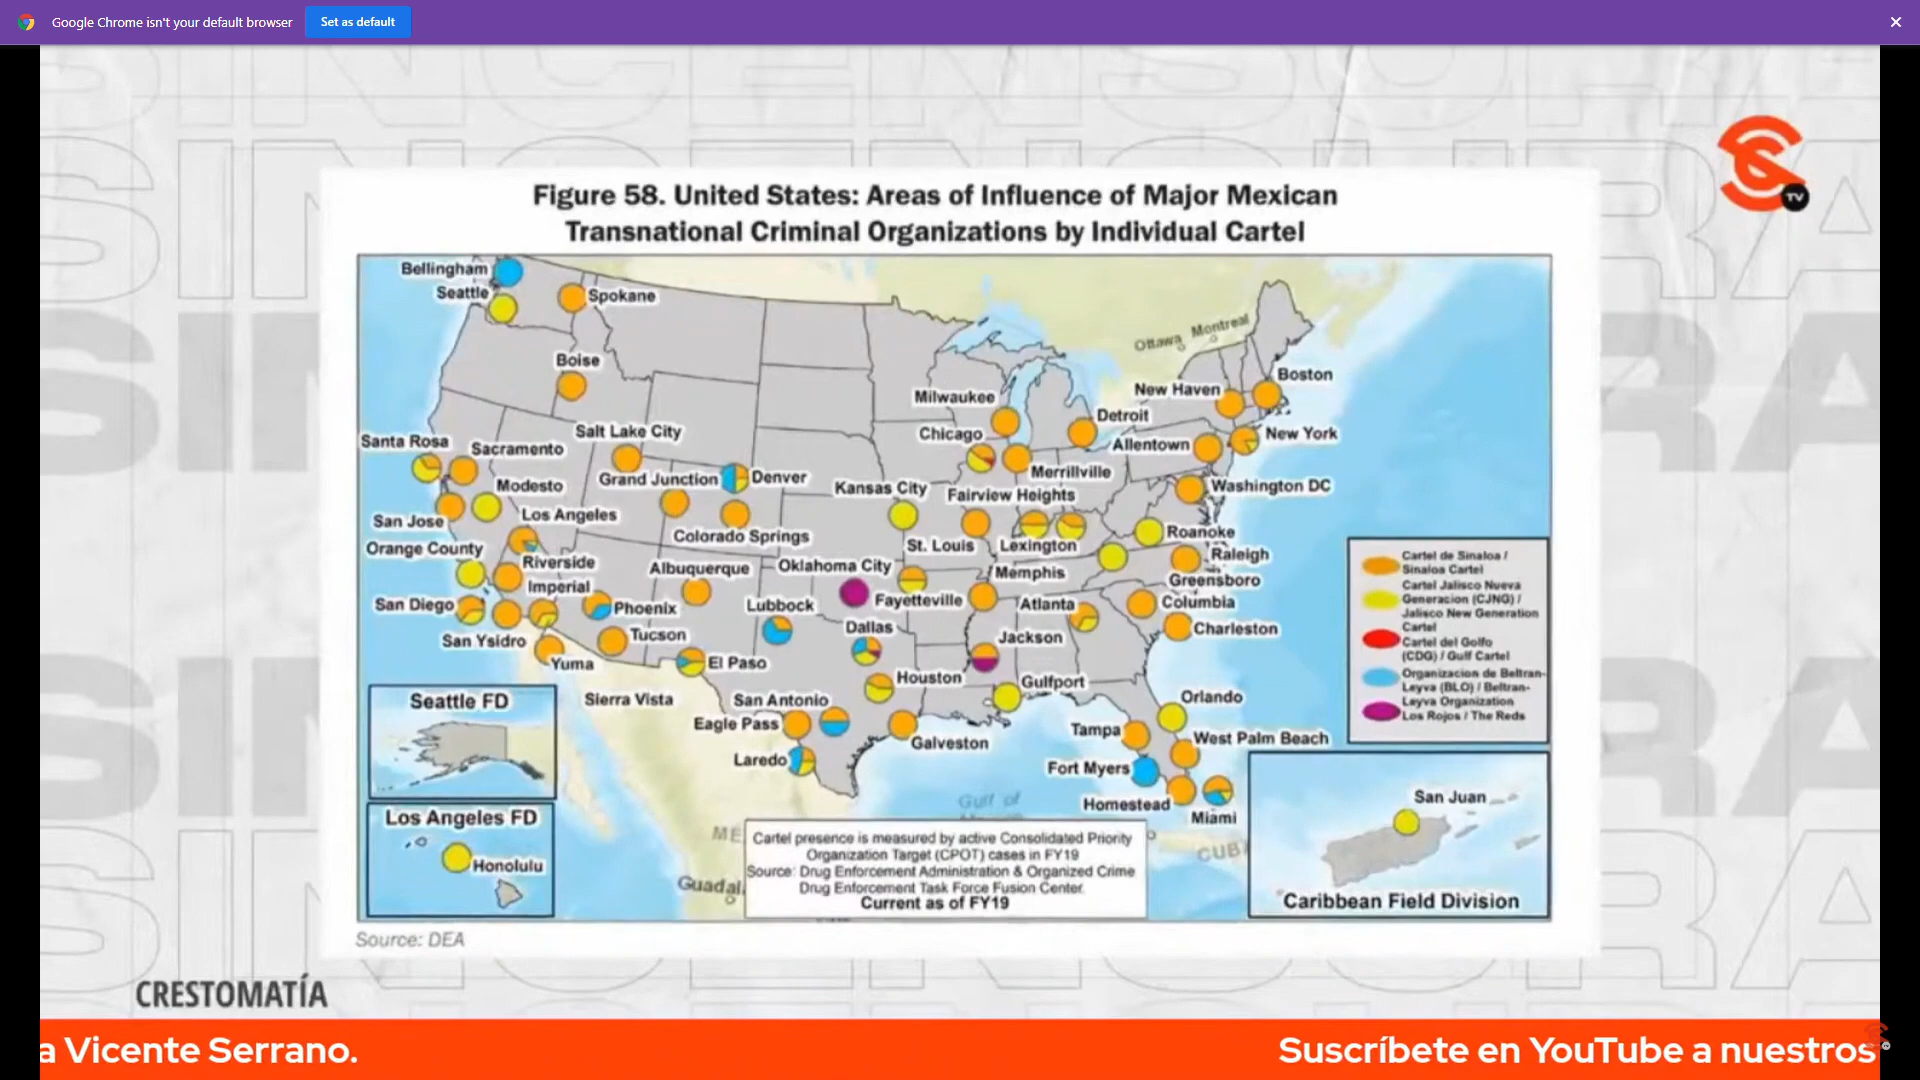 Google Chrome isn't your default browser
Set as default
SINCENSURA
TV
Figure 58. United States: Areas of Influence of Major Mexican
Transnational Criminal Organizations by Individual Cartel
Bellingham
Seattle
Spokane
Boise
Ottawa
Montreal
Boston
New Haven
Milwaukee
Detroit
Chicago
Allentown
New York
Merrillville
Salt Lake City
Santa Rosa
Sacramento
Grand Junction
Denver
Kansas City
Fairview Heights
Washington DC
Modesto
San Jose
Los Angeles
Colorado Springs
St. Louis
Lexington
Roanoke
Raleigh
Orange County
Riverside
Albuquerque
Oklahoma City
Memphis
Greensboro
Imperial
San Diego
Phoenix
Lubbock
Fayetteville
Atlanta
Columbia
Dallas
Charleston
San Ysidro
Tucson
Jackson
Yuma
El Paso
Houston
Gulfport
Sierra Vista
San Antonio
Orlando
Eagle Pass
Galveston
Tampa
West Palm Beach
Laredo
Fort Myers
Homestead
Miami
Cartel de Sinaloa /
Sinaloa Cartel
Cartel Jalisco Nueva
Generacion (CJNG) /
Jalisco New Generation
Cartel
Cartel del Golfo
(CDG) / Gulf Cartel
Organizacion de Beltran-
Leyva (BLO) / Beltran-
Leyva Organization
Los Rojos / The Reds
Seattle FD
Los Angeles FD
Honolulu
Gulf of
ME
CUB
Guadal
Cartel presence is measured by active Consolidated Priority
Organization Target (CPOT) cases in FY19
Source: Drug Enforcement Administration & Organized Crime
Drug Enforcement Task Force Fusion Center.
Current as of FY19
San Juan
Caribbean Field Division
Source: DEA
CRESTOMATÍA
a Vicente Serrano.
Suscríbete en YouTube a nuestros